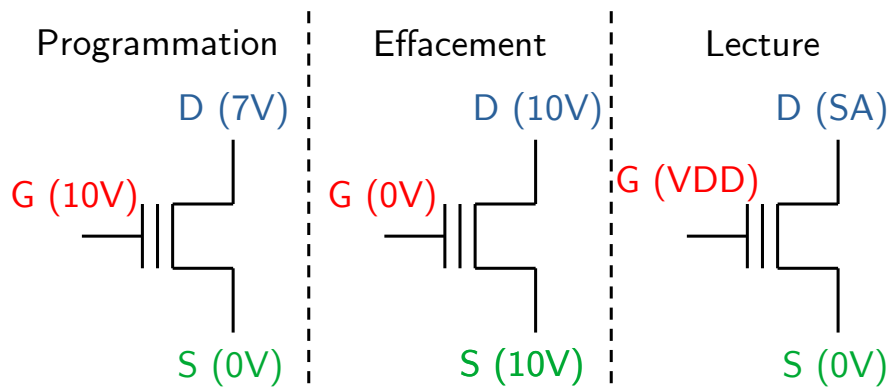 Programmation
D (7V)
G (10V)
S (0V)
Effacement
D (10V)
G (0V)
S (10V)
Lecture
D (SA)
G (VDD)
S (0V)